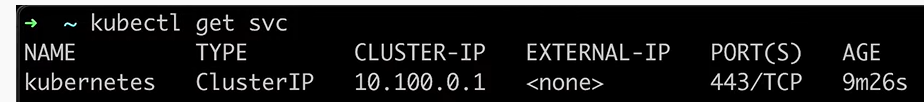 ➜ ~ kubectl get svc
NAME TYPE CLUSTER-IP EXTERNAL-IP PORT(S) AGE
kubernetes ClusterIP 10.100.0.1 <none> 443/TCP 9m26s